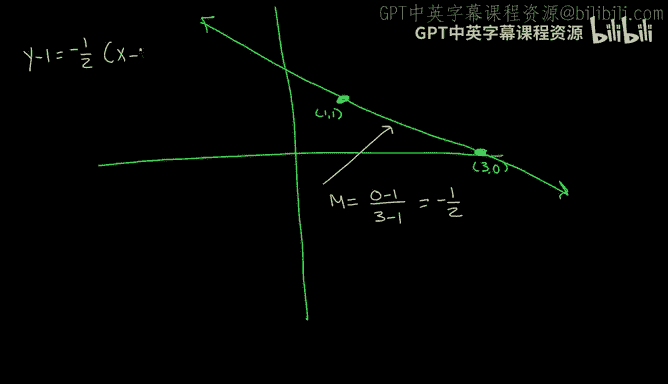 GPT中英字幕课程资源@bilibili.com
GPT中英字幕课程资源 bilibili
y-1=-1/2 (x-
(1,1)
(3,0)
M= 0-1/3-1 = -1/2